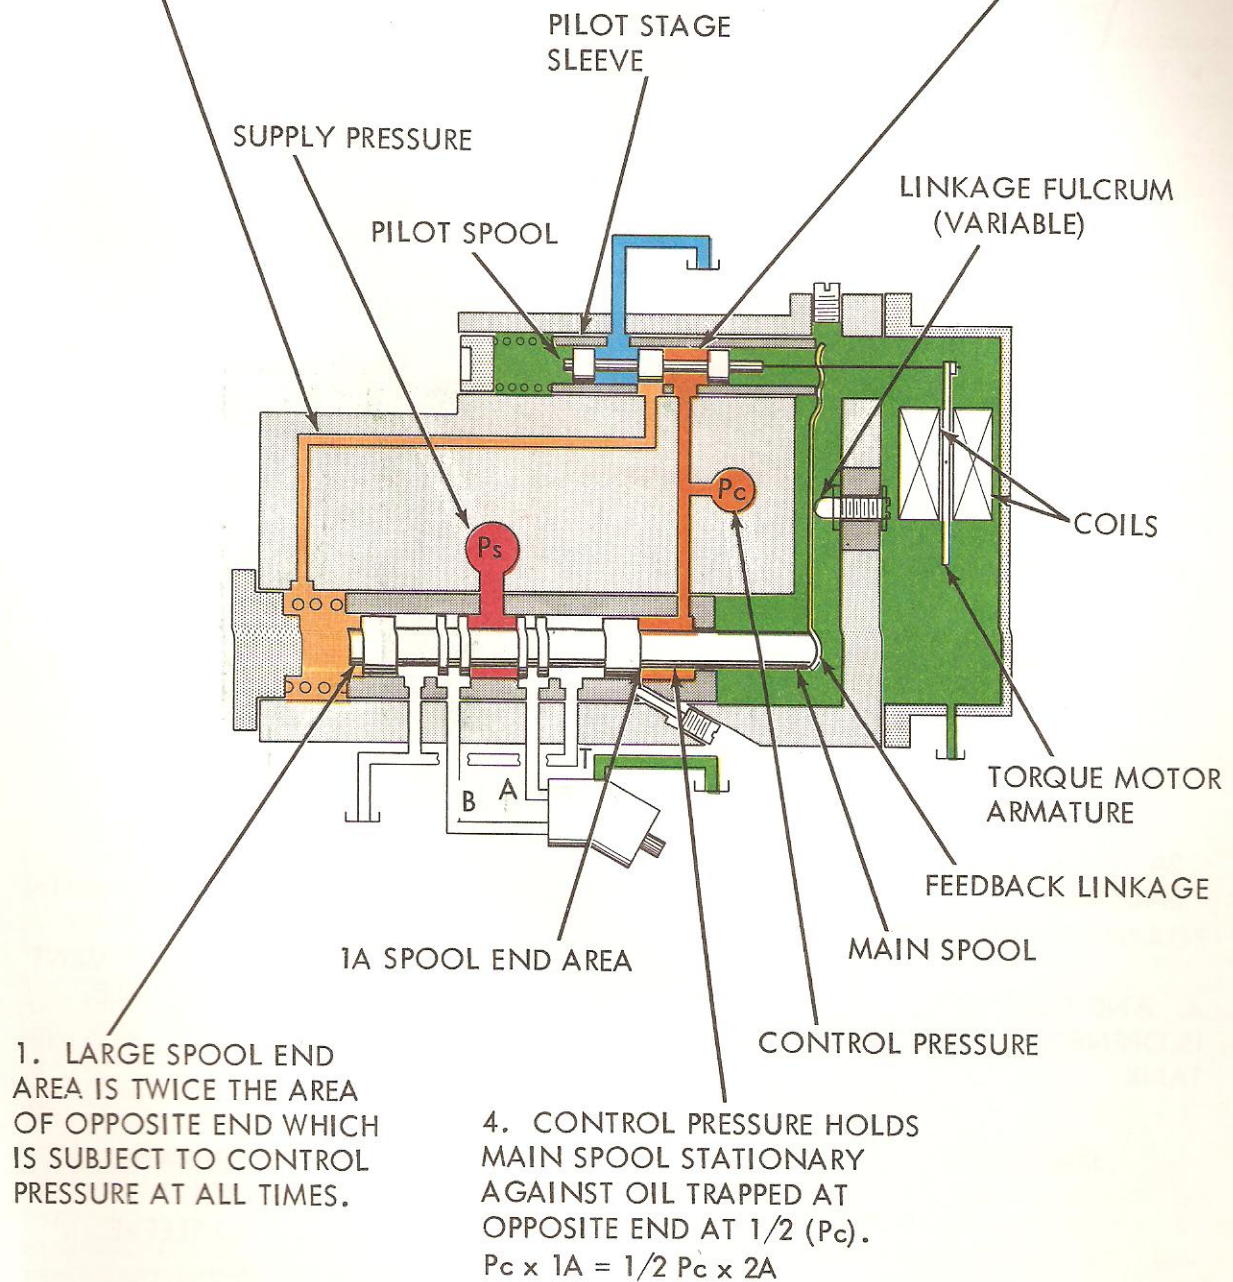 PILOT STAGE
SLEEVE
SUPPLY PRESSURE
LINKAGE FULCRUM
(VARIABLE)
PILOT SPOOL
Pc
COILS
Ps
T
TORQUE MOTOR
ARMATURE
A
B
FEEDBACK LINKAGE
MAIN SPOOL
1A SPOOL END AREA
CONTROL PRESSURE
1. LARGE SPOOL END
AREA IS TWICE THE AREA
OF OPPOSITE END WHICH
IS SUBJECT TO CONTROL
PRESSURE AT ALL TIMES.
4. CONTROL PRESSURE HOLDS
MAIN SPOOL STATIONARY
AGAINST OIL TRAPPED AT
OPPOSITE END AT 1/2 (Pc).
Pc x 1A = 1/2 Pc x 2A